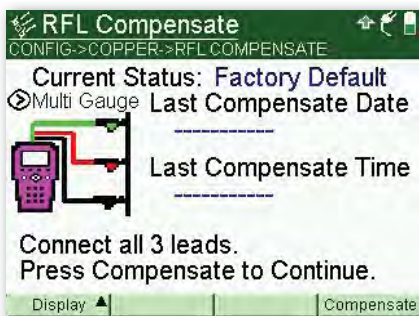 RFL Compensate
CONFIG->COPPER->RFL COMPENSATE
Current Status: Factory Default
Multi Gauge Last Compensate Date
-----------
Last Compensate Time
-----------
Connect all 3 leads.
Press Compensate to Continue.
Display Compensate